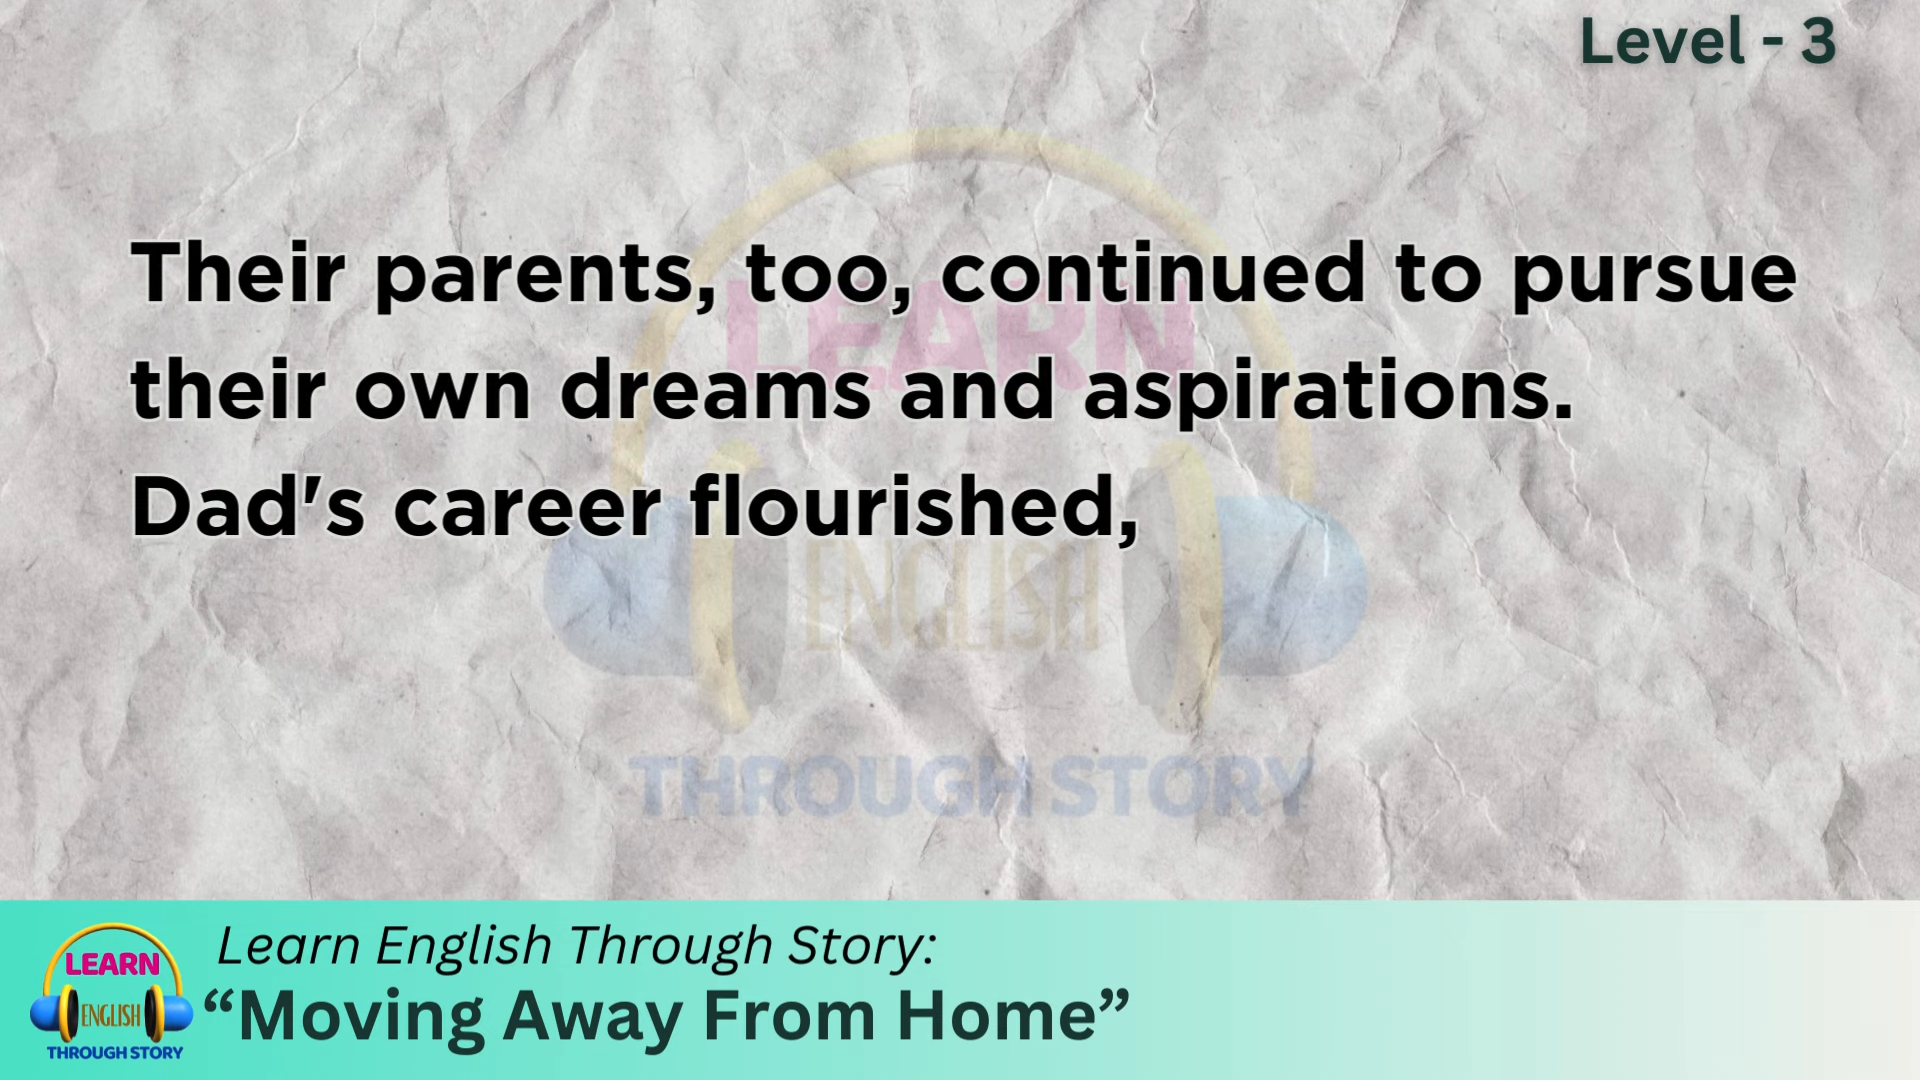 Level - 3
Their parents, too, continued to pursue
their own dreams and aspirations.
Dad's career flourished,
LEARN
ENGLISH
THROUGH STORY
LEARN
ENGLISH
THROUGH STORY
Learn English Through Story:
“Moving Away From Home”